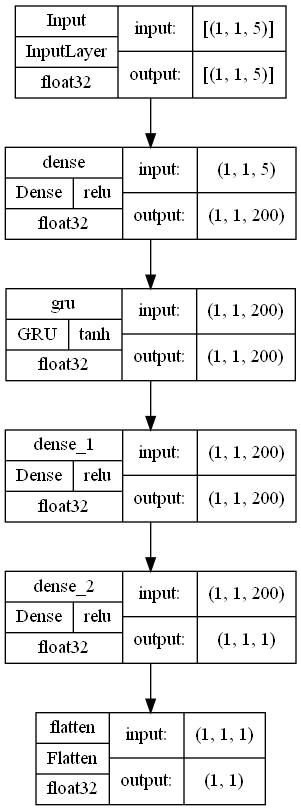 Input
InputLayer
float32
input:
[(1, 1, 5)]
output:
[(1, 1, 5)]
dense
Dense relu
float32
input:
(1, 1, 5)
output:
(1, 1, 200)
gru
GRU tanh
float32
input:
(1, 1, 200)
output:
(1, 1, 200)
dense_1
Dense relu
float32
input:
(1, 1, 200)
output:
(1, 1, 200)
dense_2
Dense relu
float32
input:
(1, 1, 200)
output:
(1, 1, 1)
flatten
Flatten
float32
input:
(1, 1, 1)
output:
(1, 1)